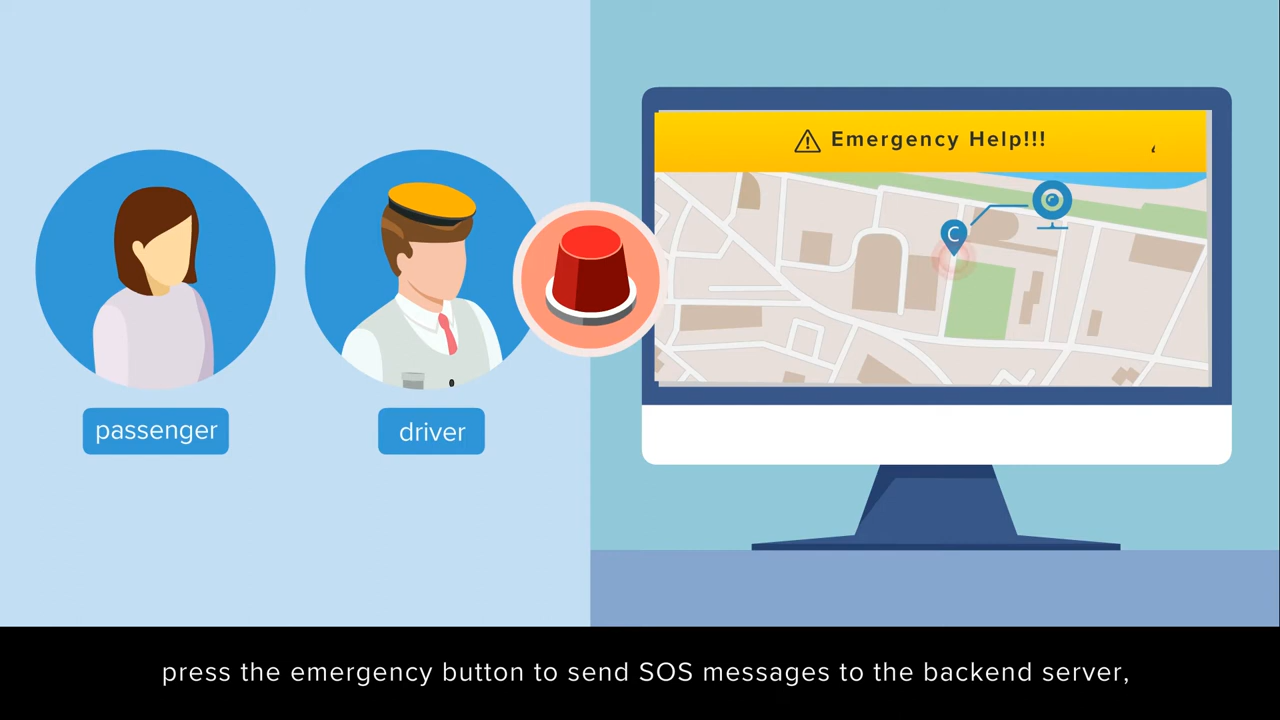 Emergency Help!!!
C
passenger
driver
press the emergency button to send SOS messages to the backend server,